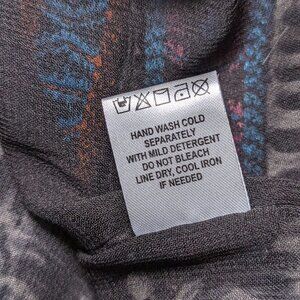 HAND WASH COLD
SEPARATELY
WITH MILD DETERGENT
DO NOT BLEACH
LINE DRY, COOL IRON
IF NEEDED